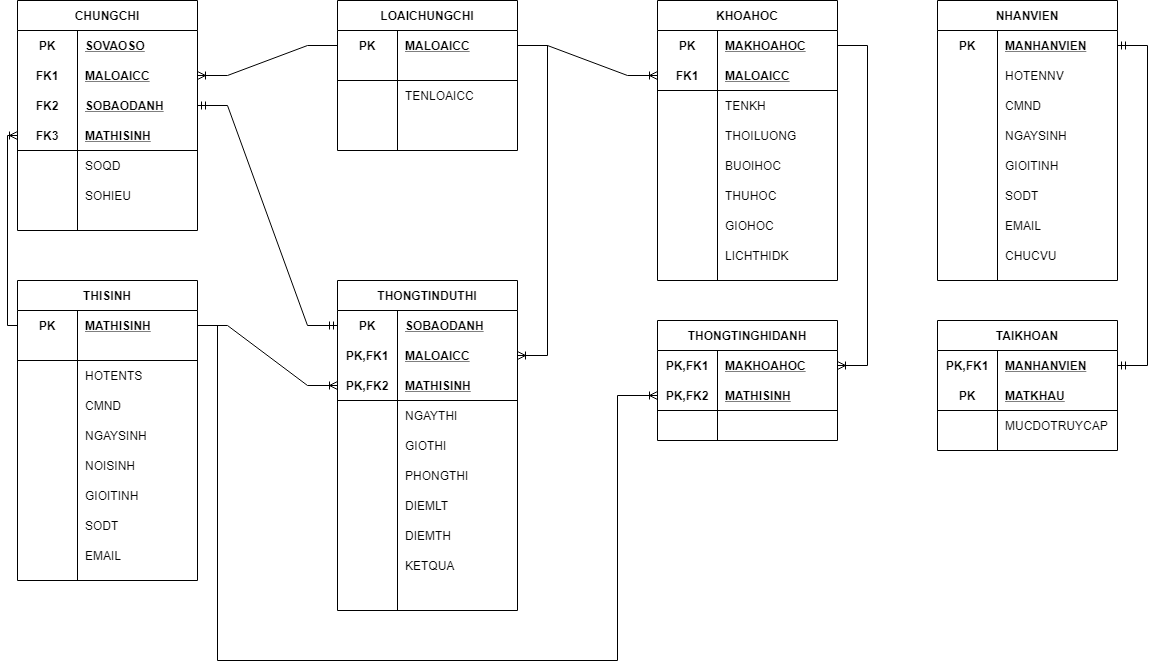 CHUNGCHI
PK SOVAOSO
FK1 MALOAICC
FK2 SOBAODANH
FK3 MATHISINH
SOQD
SOHIEU
LOAICHUNGCHI
PK MALOAICC
TENLOAICC
KHOAHOC
PK MAKHOAHOC
FK1 MALOAICC
TENKH
THOILUONG
BUOIHOC
THUHOC
GIOHOC
LICHTHIDK
NHANVIEN
PK MANHANVIEN
HOTENNV
CMND
NGAYSINH
GIOITINH
SODT
EMAIL
CHUCVU
THISINH
PK MATHISINH
HOTENTS
CMND
NGAYSINH
NOISINH
GIOITINH
SODT
EMAIL
THONGTINDUTHI
PK SOBAODANH
PK,FK1 MALOAICC
PK,FK2 MATHISINH
NGAYTHI
GIOTHI
PHONGTHI
DIEMLT
DIEMTH
KETQUA
THONGTINGHIDANH
PK,FK1 MAKHOAHOC
PK,FK2 MATHISINH
TAIKHOAN
PK,FK1 MANHANVIEN
PK MATKHAU
MUCDOTRUYCAP